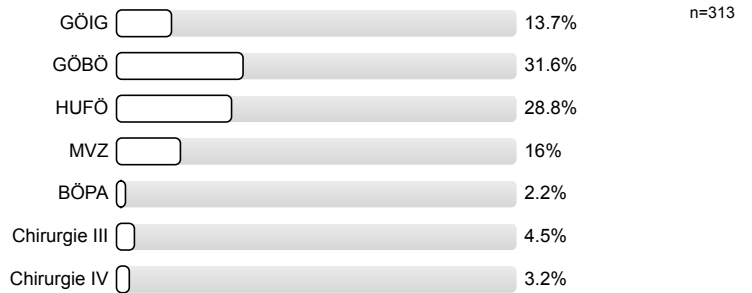 GÖIG 13.7% n=313
GÖBÖ 31.6%
HUFÖ 28.8%
MVZ 16%
BÖPA 2.2%
Chirurgie III 4.5%
Chirurgie IV 3.2%